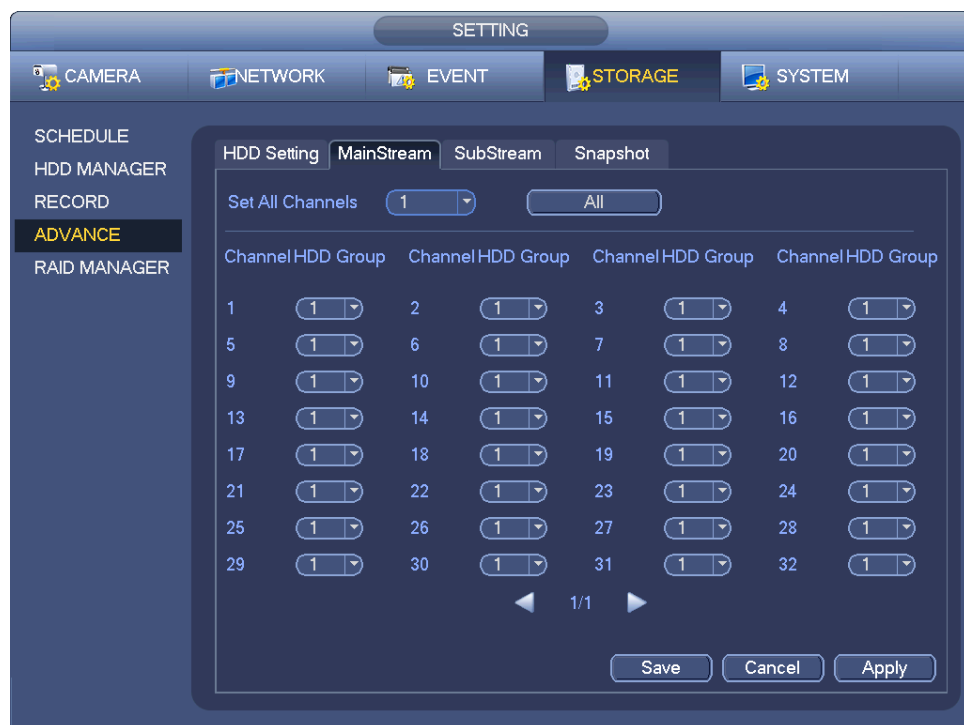 SETTING
CAMERA NETWORK EVENT STORAGE SYSTEM
SCHEDULE
HDD MANAGER
RECORD
ADVANCE
RAID MANAGER
HDD Setting MainStream SubStream Snapshot
Set All Channels 1 All
Channel HDD Group Channel HDD Group Channel HDD Group Channel HDD Group
1 1 2 1 3 1 4 1
5 1 6 1 7 1 8 1
9 1 10 1 11 1 12 1
13 1 14 1 15 1 16 1
17 1 18 1 19 1 20 1
21 1 22 1 23 1 24 1
25 1 26 1 27 1 28 1
29 1 30 1 31 1 32 1
1/1
Save Cancel Apply